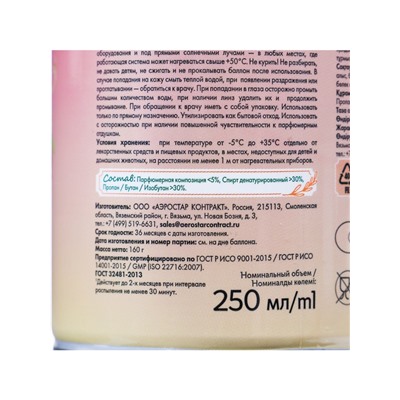 оборудования и под прямыми солнечными лучами — в любых местах, где
работающая система может нагреваться свыше +50°С. Не курить! Не разбирать,
не давать детям, не сжигать и не прокалывать баллон после использования. В
случае попадания на кожу смыть теплой водой, при появлении раздражения или
отпухании – обратиться к врачу. При попадании в глаза осторожно промыть
большим количеством воды, при наличии линз удалить их и продолжить
промывание. При обращении к врачу иметь с собой упаковку. Использовать
только по прямому назначению. Утилизировать как бытовой отход. Использовать
с осторожностью при наличии повышенной чувствительности к парфюмерным
отдушкам.
Условия хранения: при температуре от -5°С до +35°С отдельно от
лекарственных средств и пищевых продуктов, в местах, недоступных для детей и
домашних животных, на расстоянии не менее 1 м от нагревательных приборов.
Состав: Парфюмерная композиция <5%, Спирт денатурированный >30%,
Пропан / Бутан / Изобутан >30%.
Изготовитель: ООО «АЭРОСТАР КОНТРАКТ». Россия, 215113, Смоленская
область, Вяземский район, г. Вязьма, ул. Новая Бозня, д. 3,
+7 (499) 519-6631, sales@aerostarcontract.ru
Срок годности: 36 месяцев с даты изготовления
Дата изготовления и номер партии: см. на дне баллона.
Масса нетто: 160 г
Предприятие сертифицировано по ГОСТ Р ИСО 9001-2015 / ГОСТ Р ИСО
14001-2015 / GMP (ISO 22716:2007).
ГОСТ 32481-2013
*Действует до 2-х месяцев при интервале
распыления не менее 30 минут.
Номинальный объем /
Номиналды көлемі:
250 мл/ml